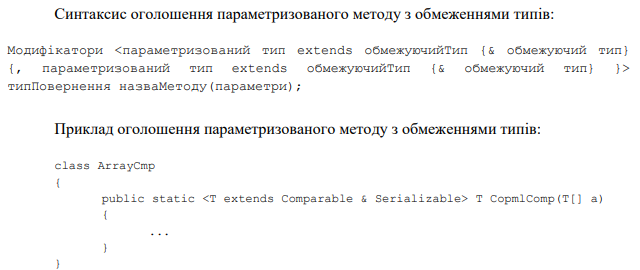 Синтаксис оголошення параметризованого методу з обмеженнями типів:
Модифікатори <параметризований тип extends обмежуючийТип {& обмежуючий тип}
{, параметризований тип extends обмежуючийТип {& обмежуючий тип} }>
типПовернення назваМетоду(параметри);
Приклад оголошення параметризованого методу з обмеженнями типів:
class ArrayCmp
{
public static <T extends Comparable & Serializable> T CopmlComp(T[] a)
{
...
}
}